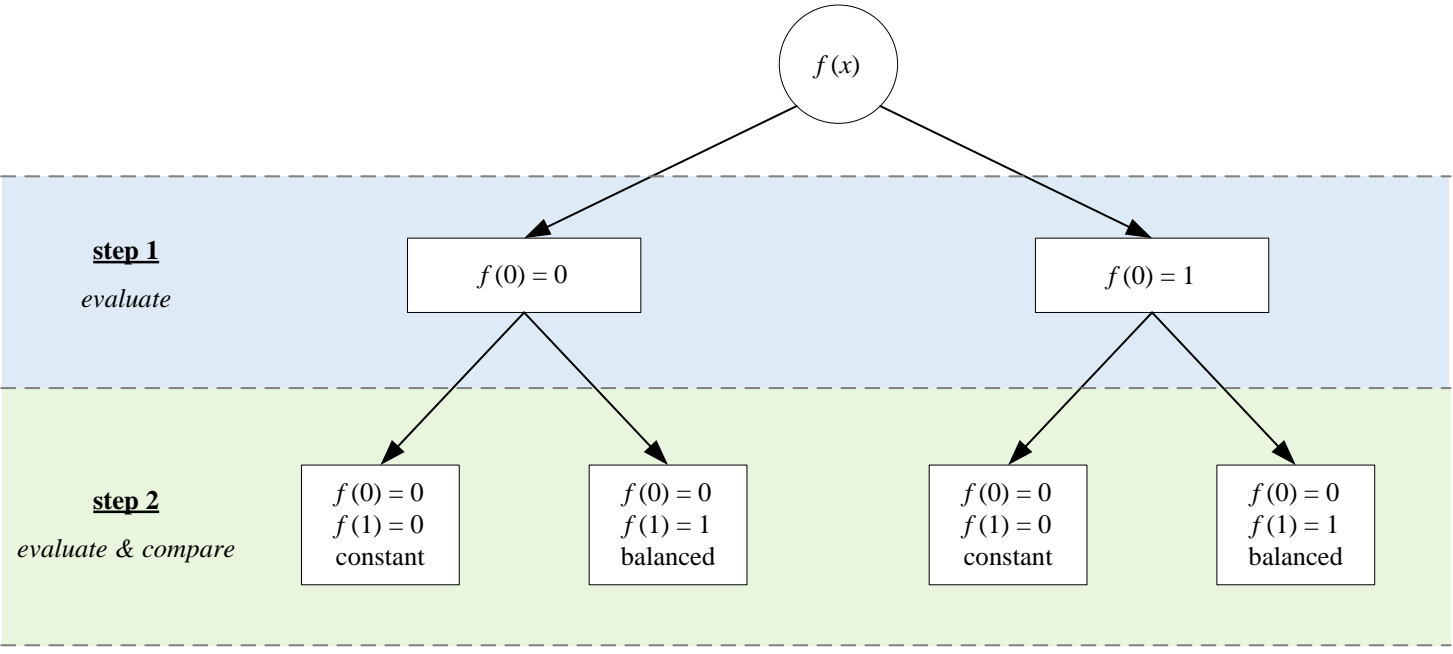 f (x)
step 1
evaluate
f (0) = 0
f (0) = 1
step 2
evaluate & compare
f (0) = 0
f (1) = 0
constant
f (0) = 0
f (1) = 1
balanced
f (0) = 0
f (1) = 0
constant
f (0) = 0
f (1) = 1
balanced